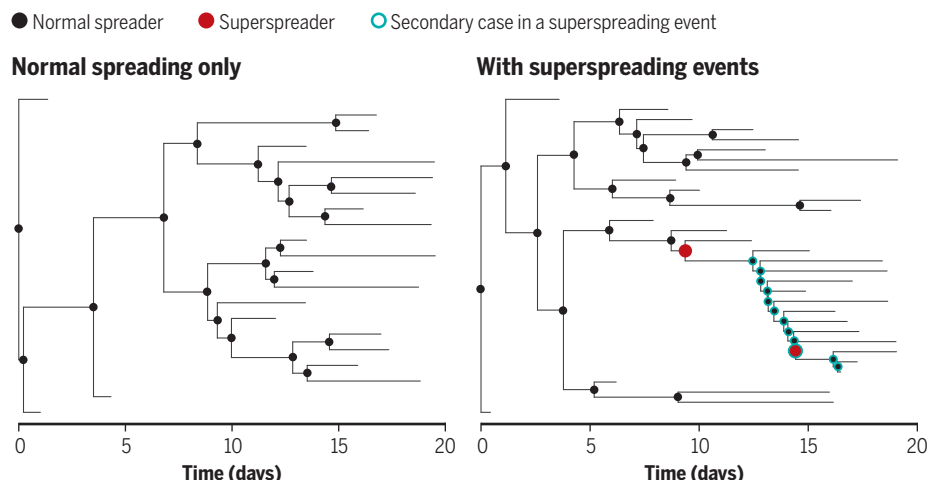 Normal spreader Superspreader Secondary case in a superspreading event
Normal spreading only With superspreading events
0 5 10 15 20 0 5 10 15 20
Time (days) Time (days)